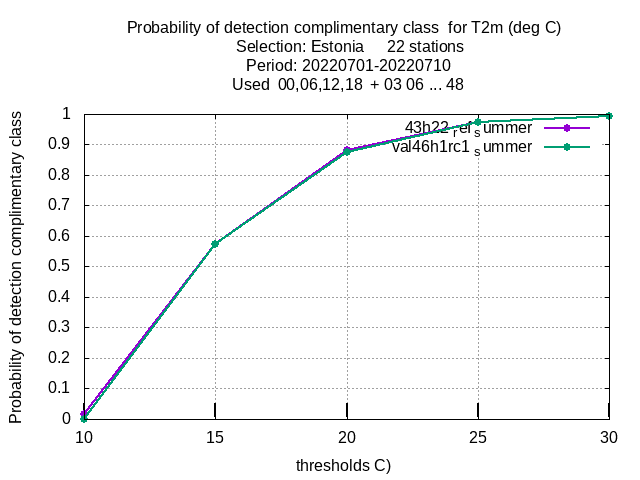 Probability of detection complimentary class  for T2m (deg C)
Selection: Estonia     22 stations
Period: 20220701-20220710
Used  00,06,12,18  + 03 06 ... 48
Probability of detection complimentary class
1
0.9
0.8
0.7
0.6
0.5
0.4
0.3
0.2
0.1
0
43h22_ref_summer
val46h1rc1_summer
10 15 20 25 30
thresholds C)